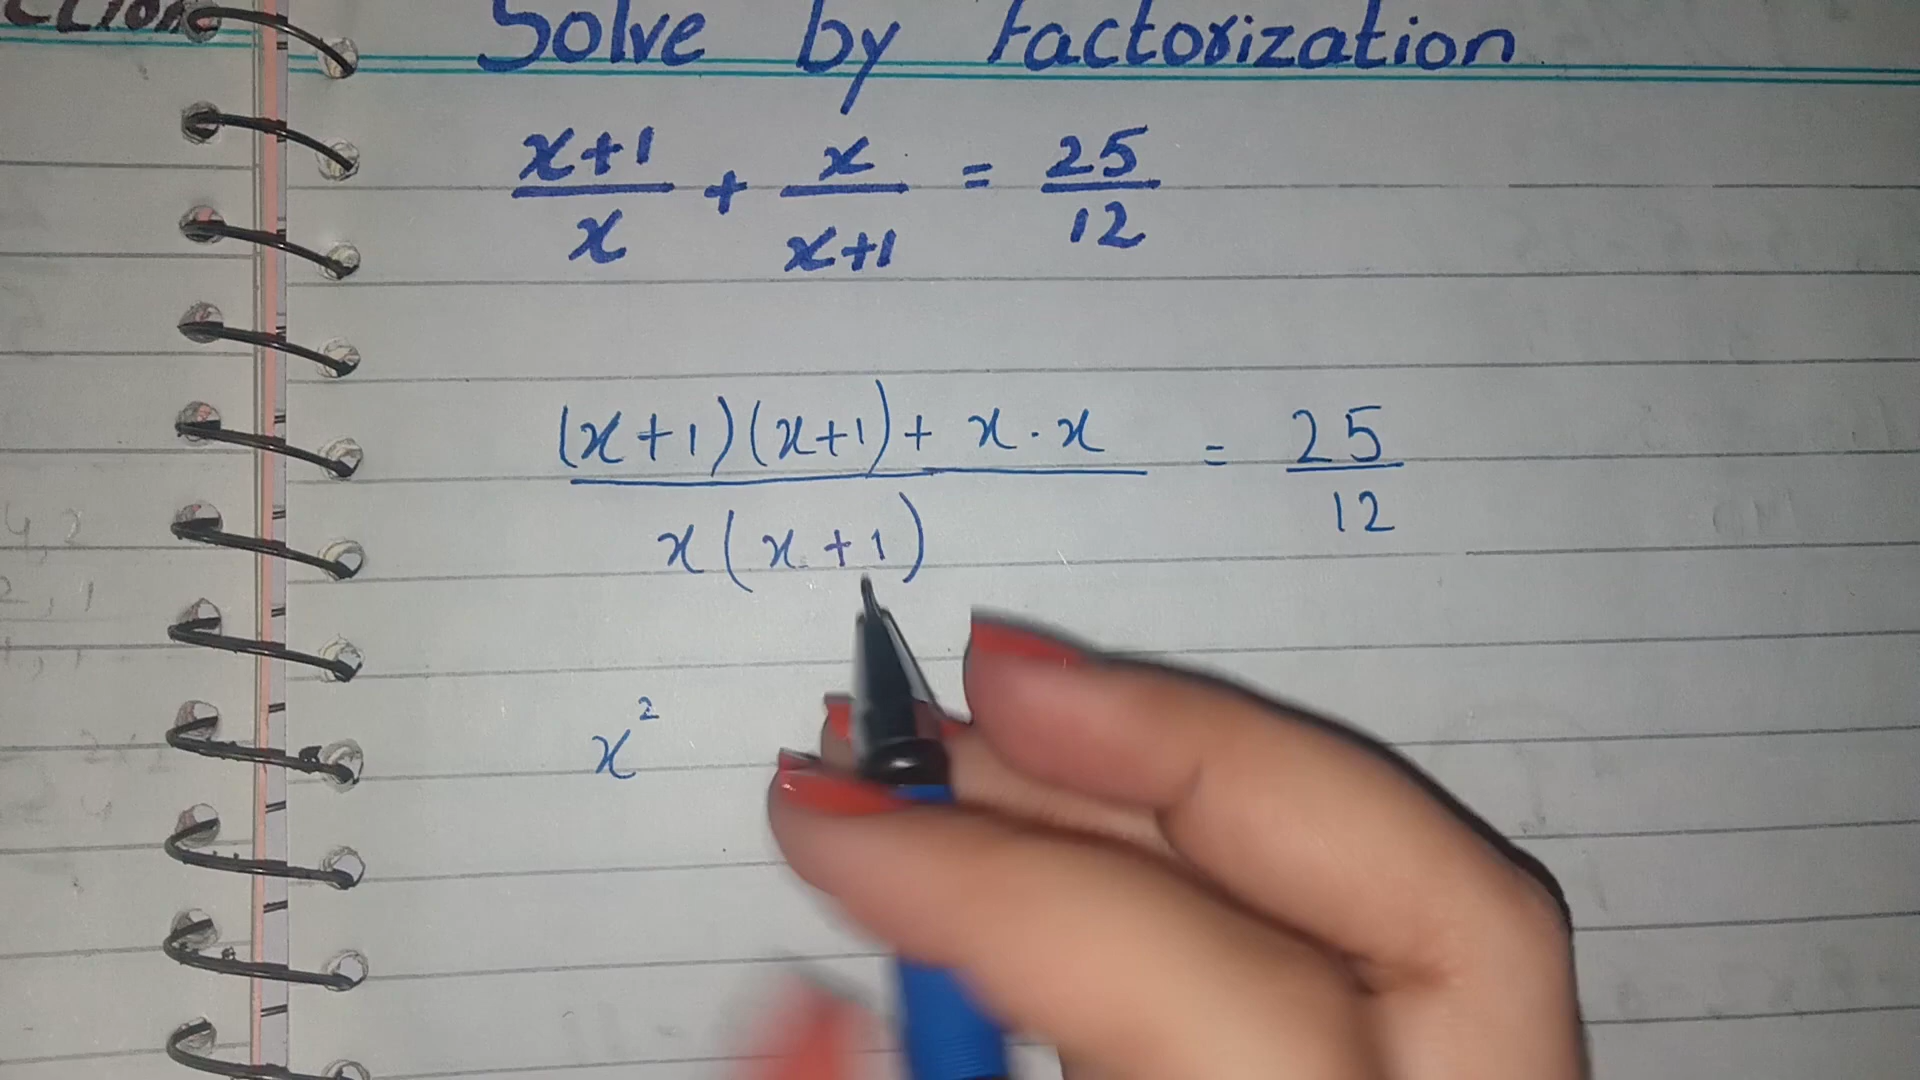 Solve by Factorization
x+1/x + x/x+1 = 25/12
(x+1)(x+1)+ x·x / x(x+1) = 25/12
x²